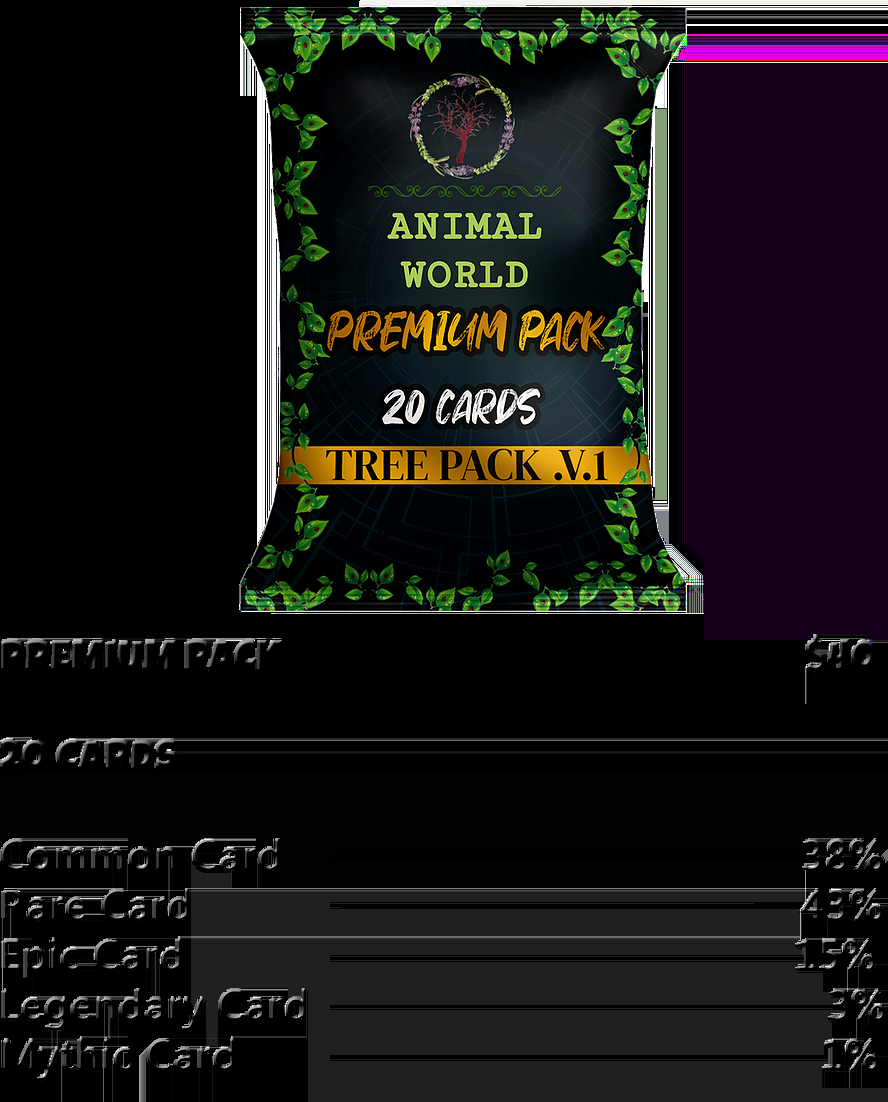 ANIMAL
WORLD
PREMIUM PACK
20 CARDS
TREE PACK .V.1
PREMIUM PACK $40
20 CARDS
Common Card 38%
Rare Card 43%
Epic Card 15%
Legendary Card 3%
Mythic Card 1%